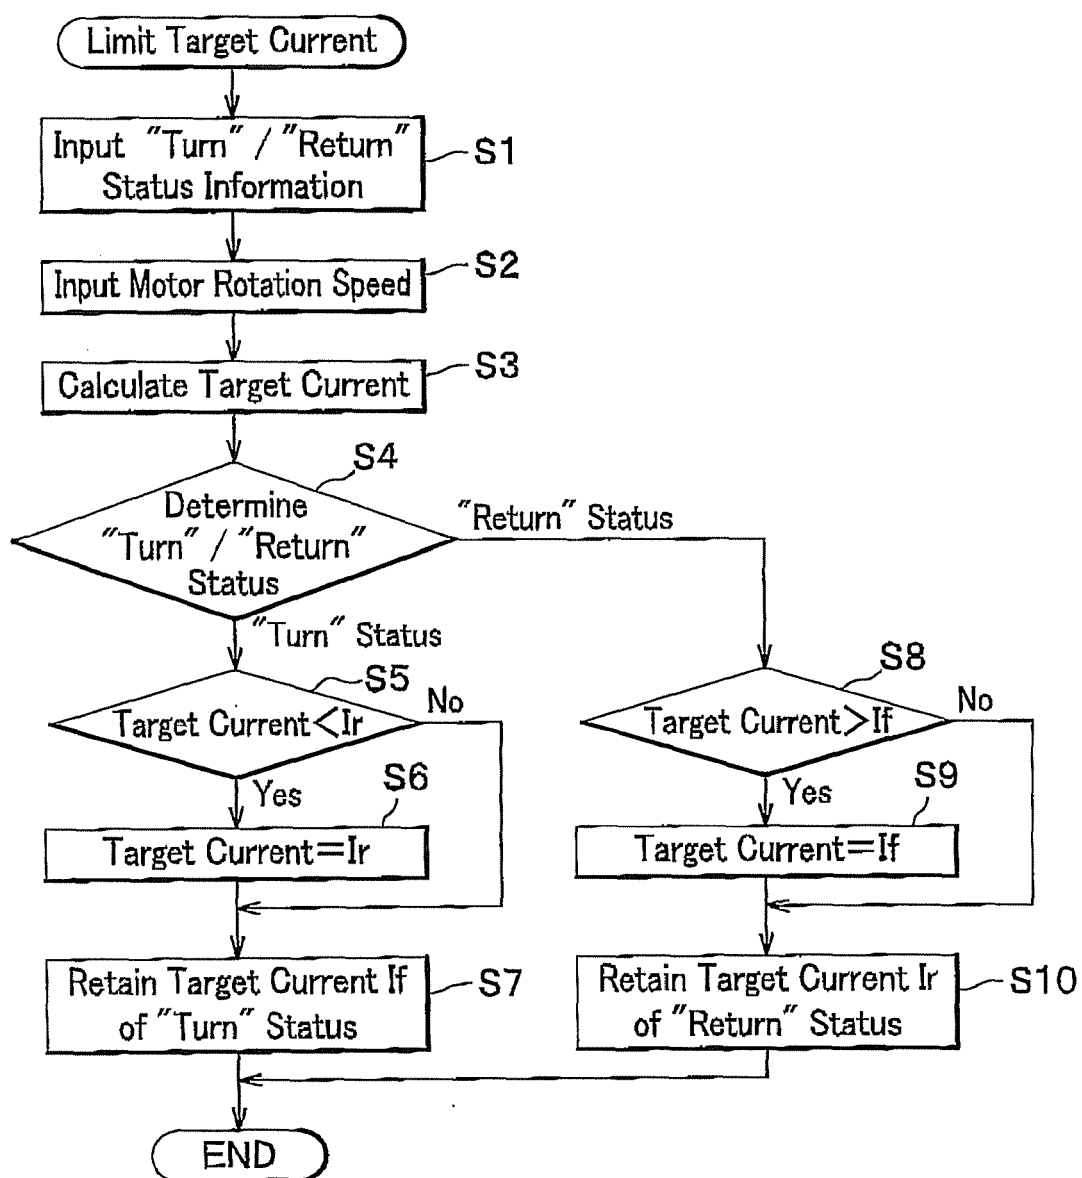 Limit Target Current
Input "Turn" / "Return"
Status Information
S1
Input Motor Rotation Speed
S2
Calculate Target Current
S3
S4
Determine
"Turn" / "Return"
Status
"Return" Status
"Turn" Status
S5
Target Current<Ir
No
Yes
S6
Target Current=Ir
Retain Target Current If
of "Turn" Status
S7
S8
Target Current>If
No
Yes
S9
Target Current=If
Retain Target Current Ir
of "Return" Status
S10
END